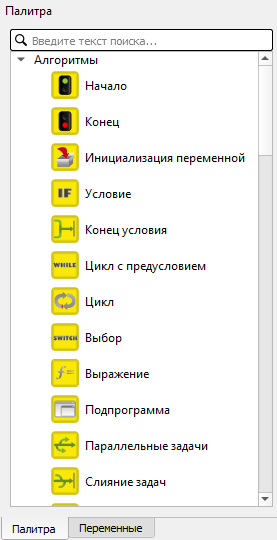 Палитра
Введите текст поиска...
Алгоритмы
Начало
Конец
Инициализация переменной
IF Условие
Конец условия
WHILE Цикл с предусловием
Цикл
SWITCH Выбор
f= Выражение
Подпрограмма
Параллельные задачи
Слияние задач
Палитра Переменные